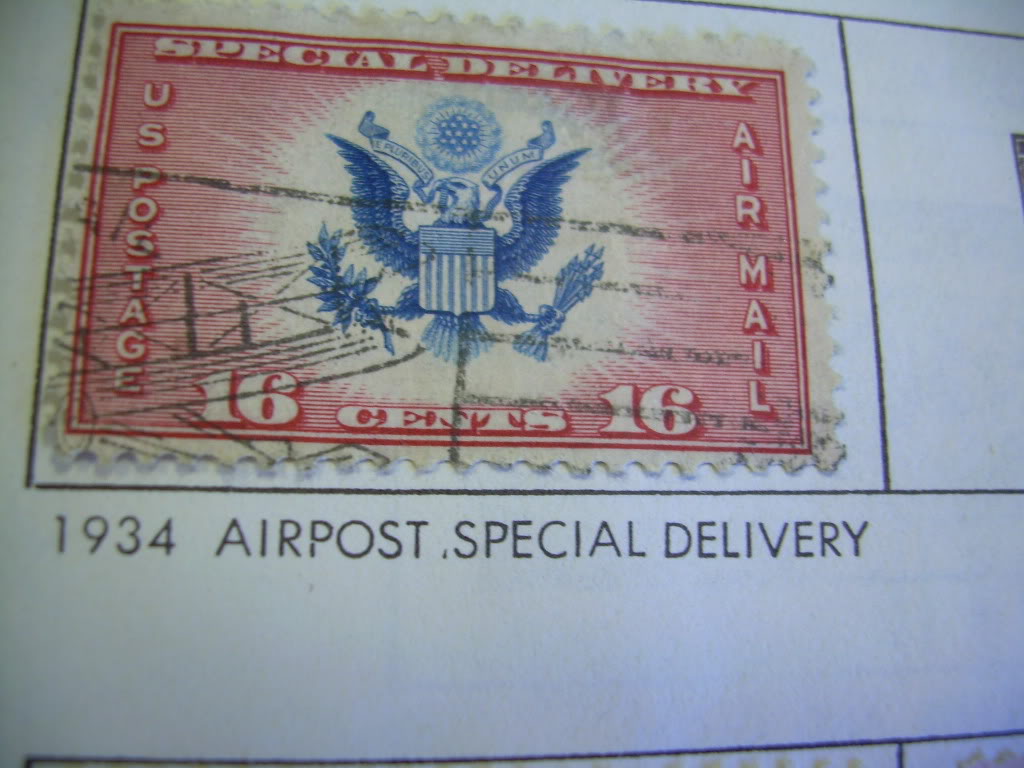 SPECIAL DELIVERY
US POSTAGE
E PLURIBUS UNUM
AIR MAIL
16 CENTS 16
1934 AIRPOST SPECIAL DELIVERY